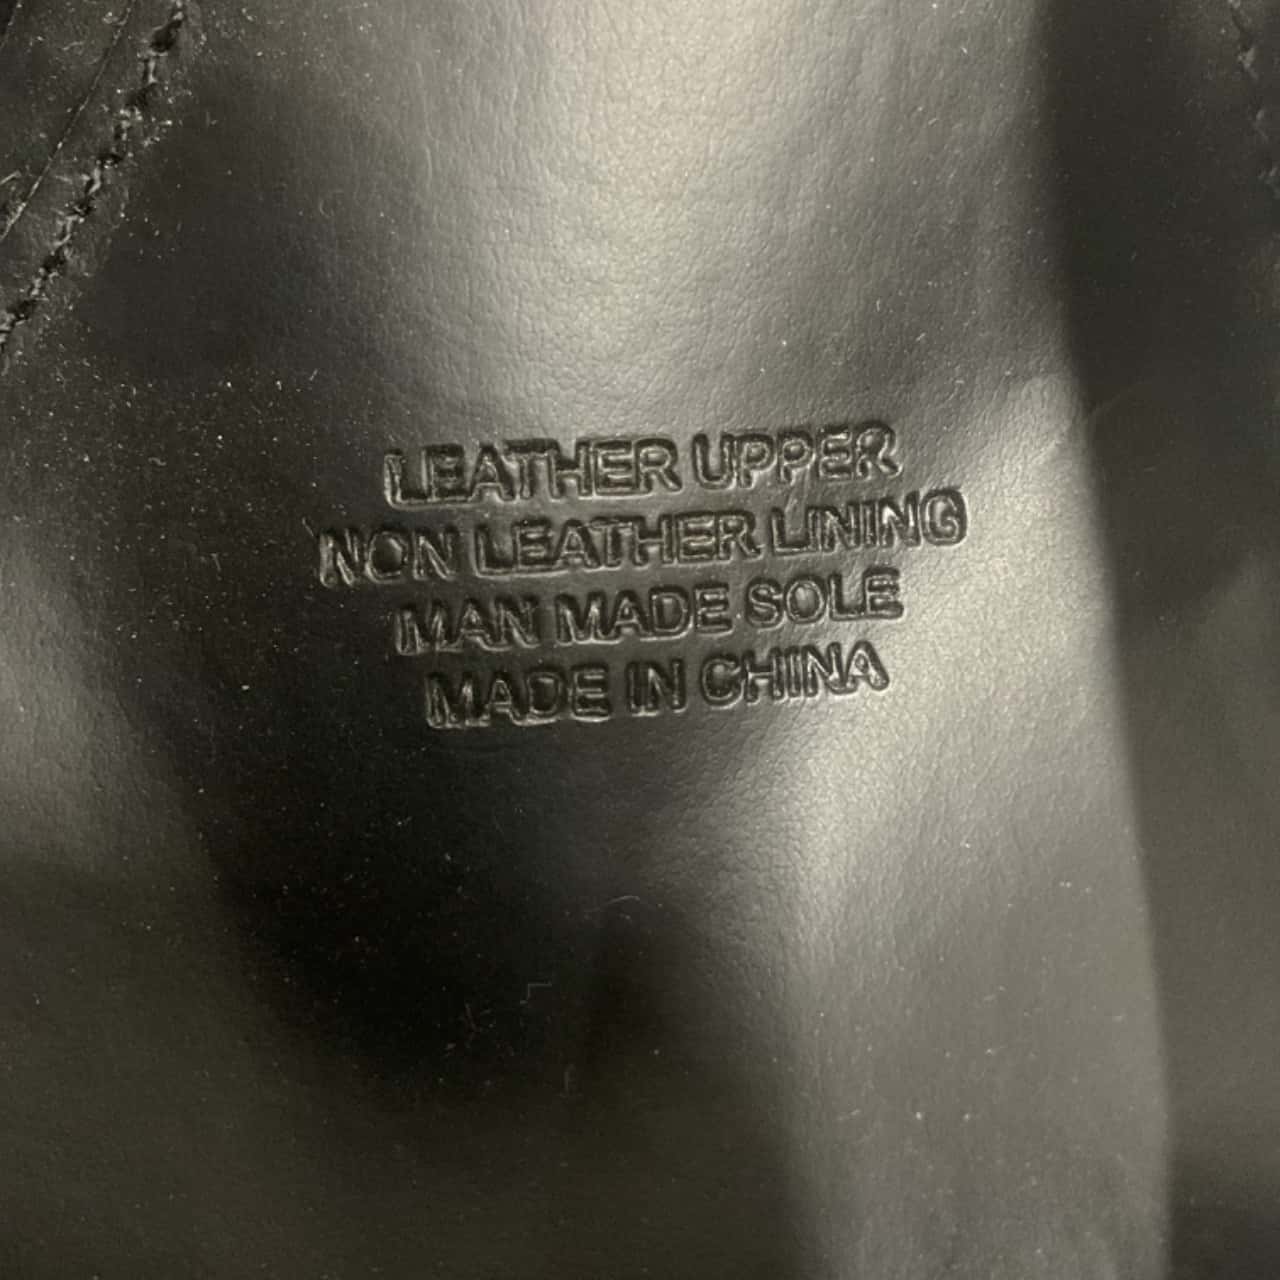 LEATHER UPPER
NON LEATHER LINING
MAN MADE SOLE
MADE IN CHINA